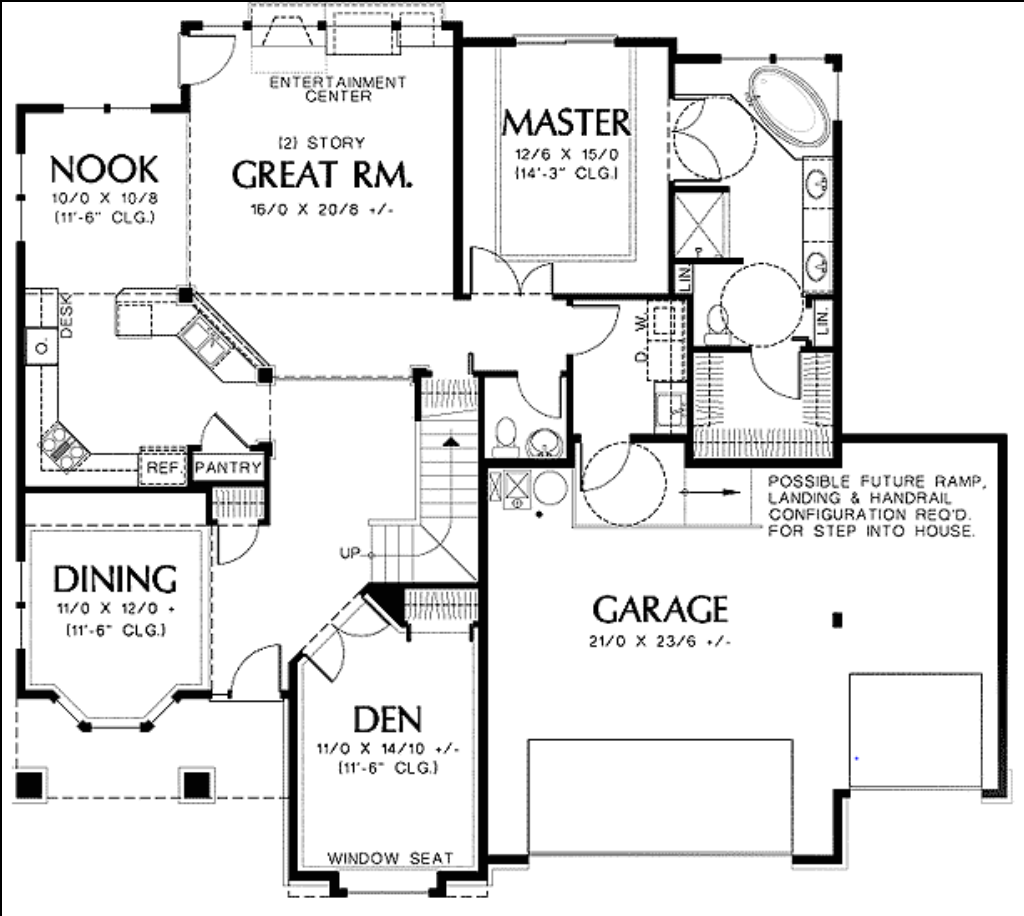 ENTERTAINMENT
CENTER
(2) STORY
GREAT RM.
16/0 X 20/8 +/-
NOOK
10/0 X 10/8
(11'-6" CLG.)
MASTER
12/6 X 15/0
(14'-3" CLG.)
LIN.
LIN.
DESK
W.
D.
REF.
PANTRY
UP
POSSIBLE FUTURE RAMP,
LANDING & HANDRAIL
CONFIGURATION REQ'D.
FOR STEP INTO HOUSE.
DINING
11/0 X 12/0 +
(11'-6" CLG.)
GARAGE
21/0 X 23/6 +/-
DEN
11/0 X 14/10 +/-
(11'-6" CLG.)
WINDOW SEAT